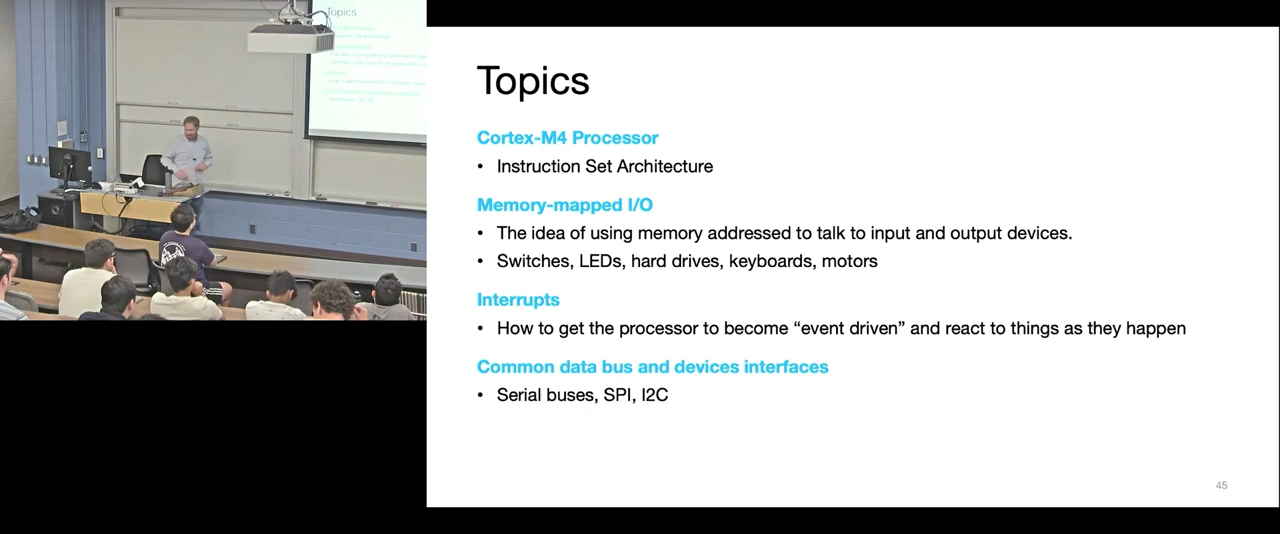 Topics
Topics
Cortex-M4 Processor
• Instruction Set Architecture
Memory-mapped I/O
• The idea of using memory addressed to talk to input and output devices.
• Switches, LEDs, hard drives, keyboards, motors
Interrupts
• How to get the processor to become “event driven” and react to things as they happen
Common data bus and devices interfaces
• Serial buses, SPI, I2C
45